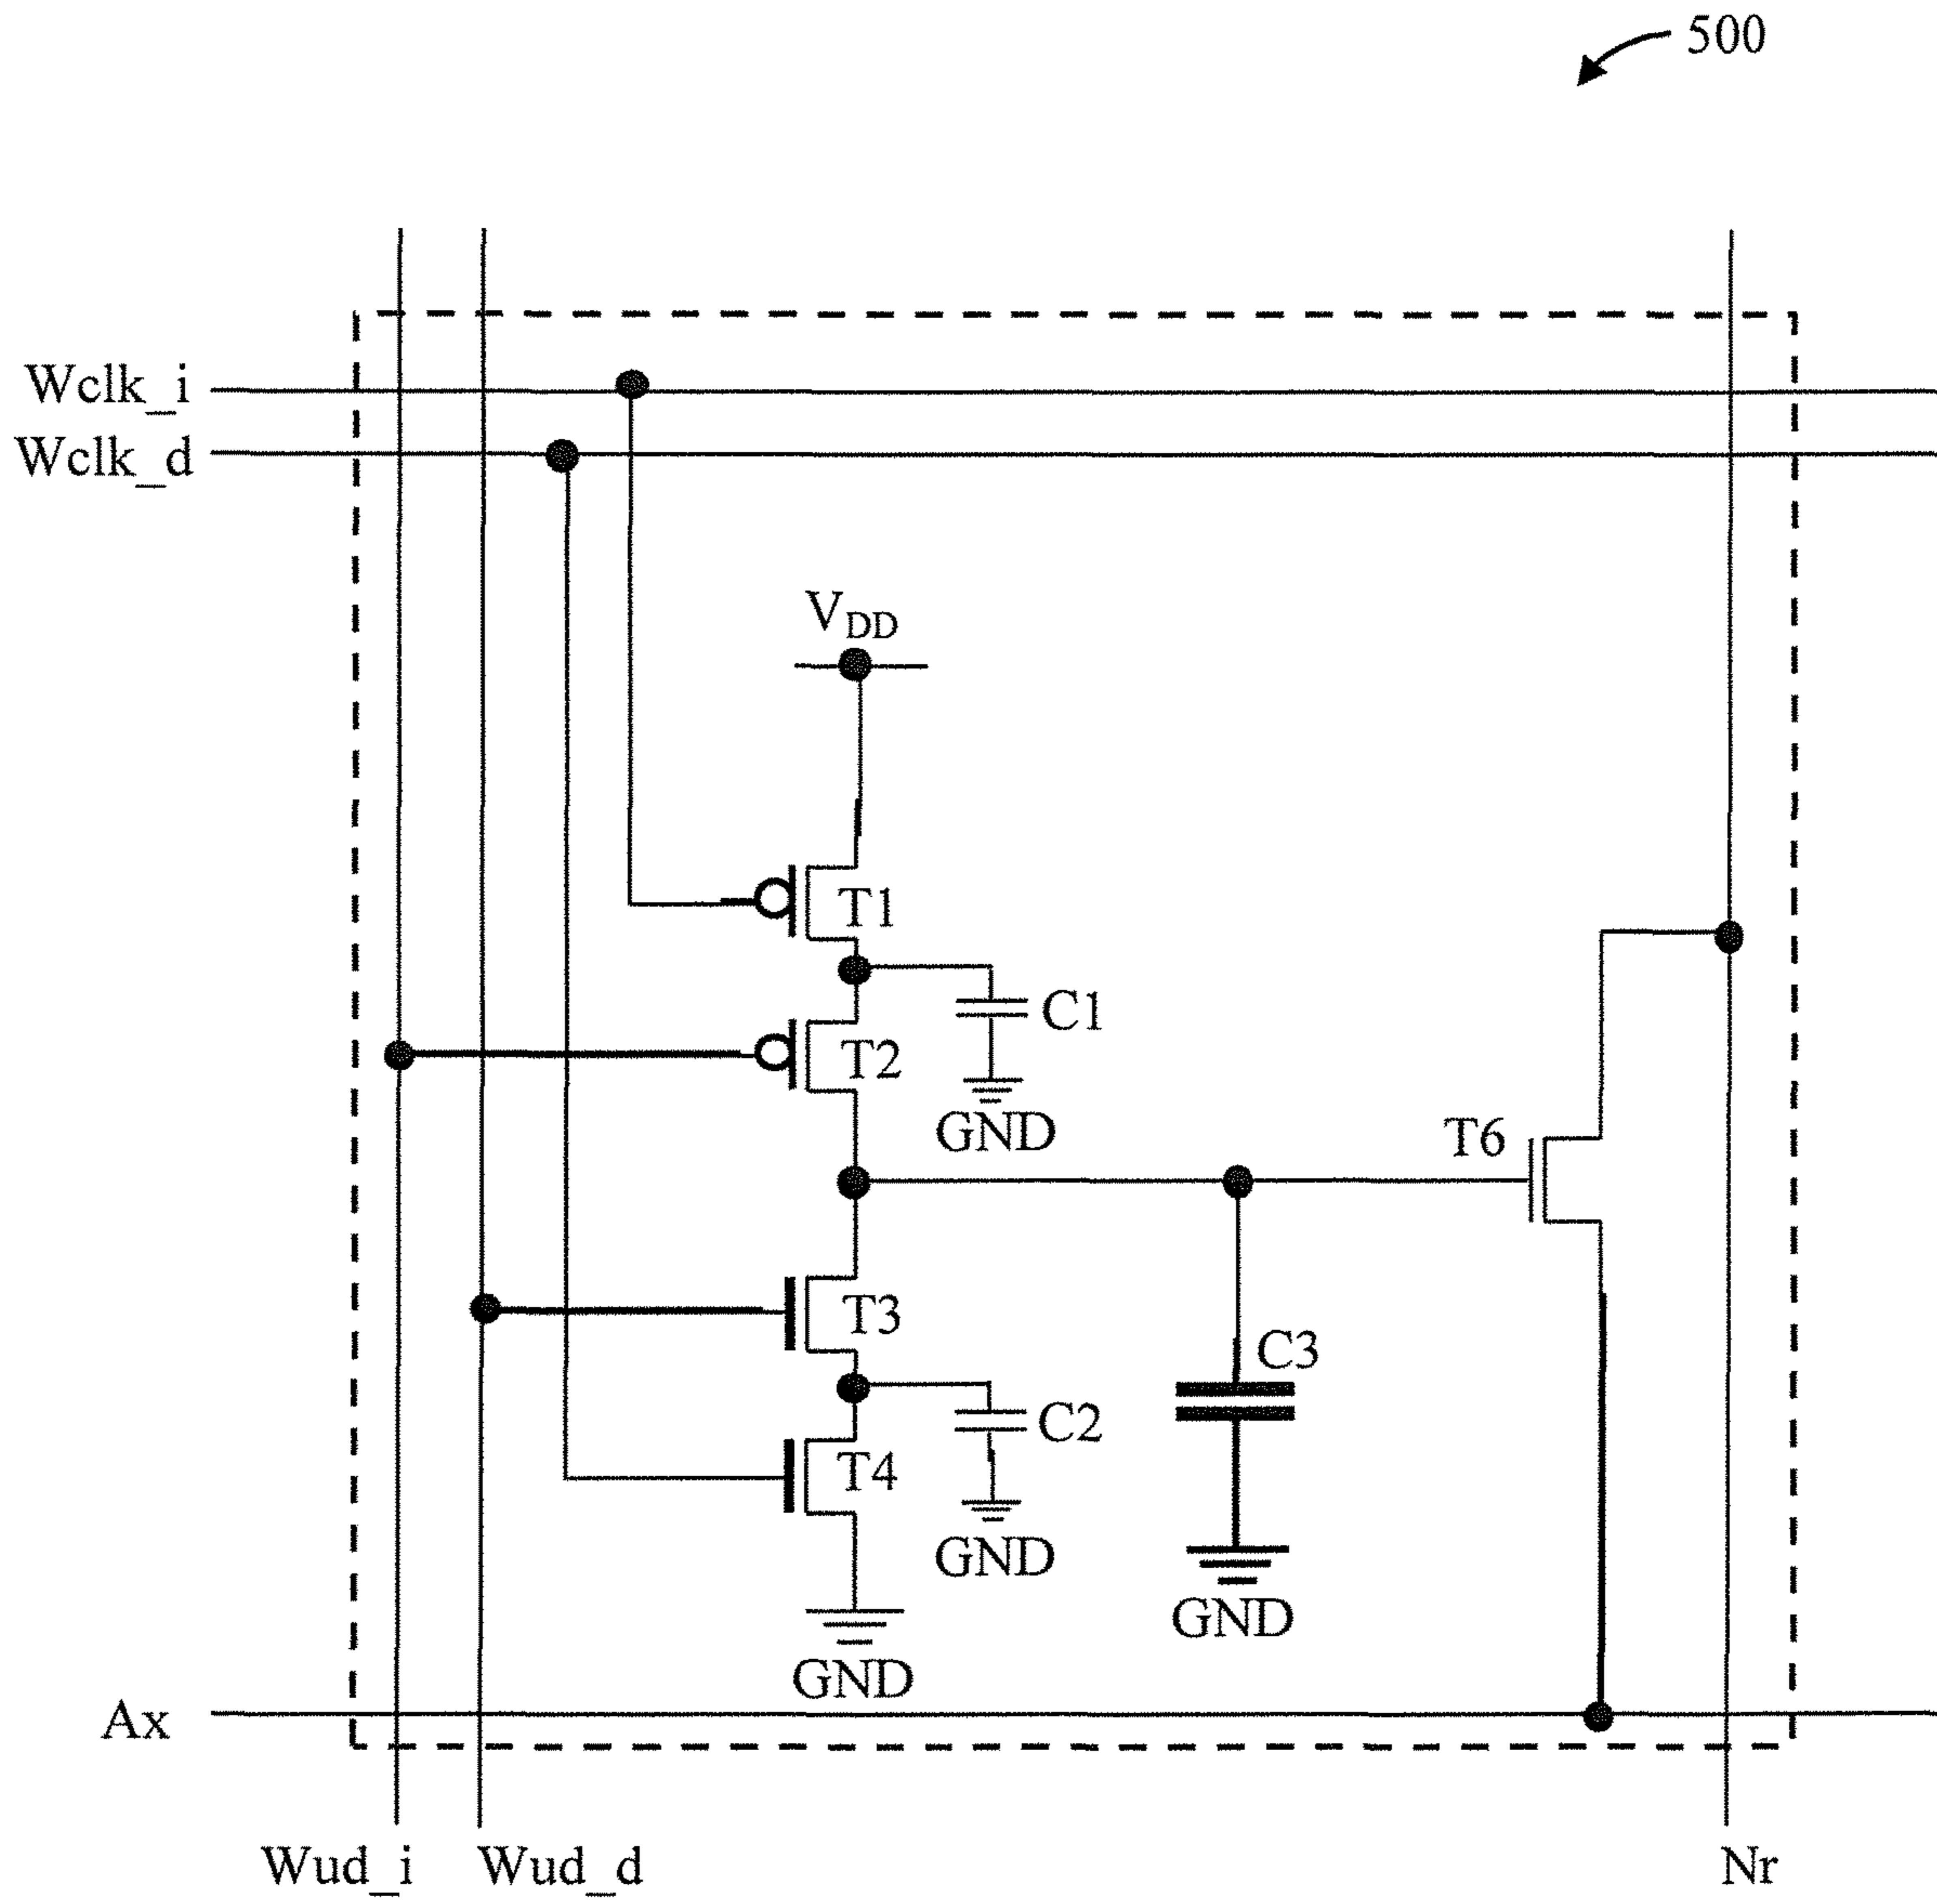 500
Wclk_i
Wclk_d
VDD
T1
C1
T2
GND
T6
T3
C3
C2
T4
GND
GND
GND
Ax
Wud_i
Wud_d
Nr